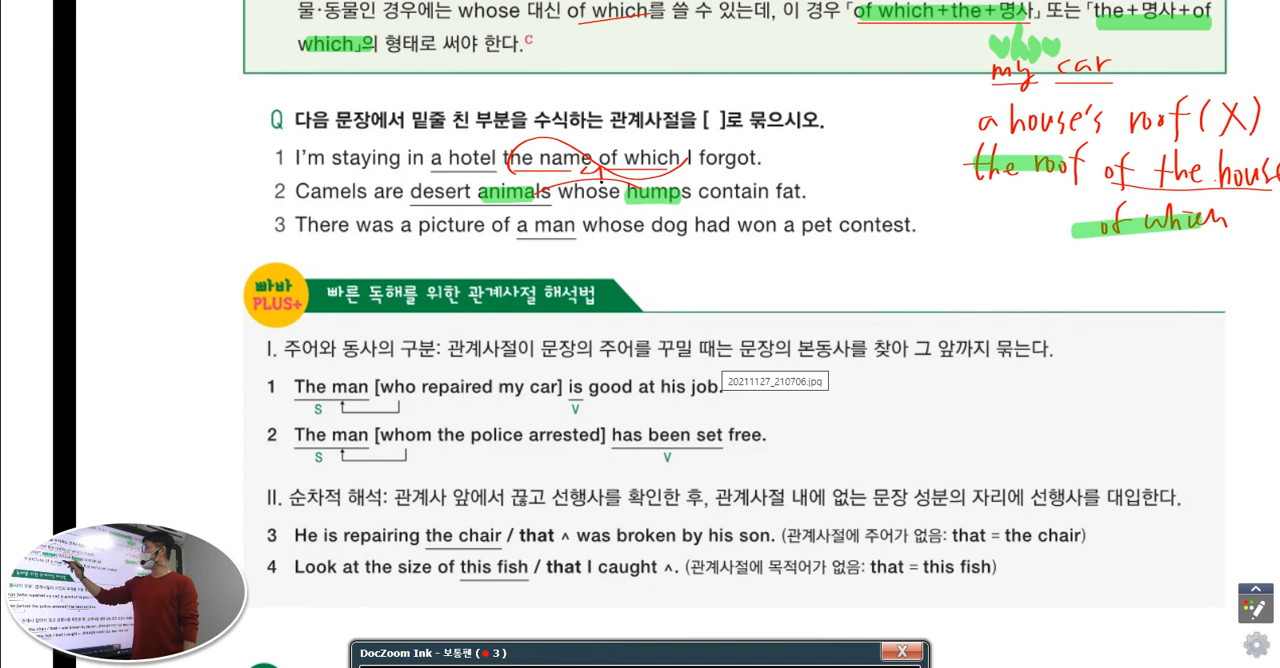 물·동물인 경우에는 whose 대신 of which를 쓸 수 있는데, 이 경우 「of which+the+명사」 또는 「the+명사+of
which」의 형태로 써야 한다.C
my car
a house's roof (X)
the roof of the house
of which
Q 다음 문장에서 밑줄 친 부분을 수식하는 관계사절을 [ ]로 묶으시오.
1 I'm staying in a hotel the name of which I forgot.
2 Camels are desert animals whose humps contain fat.
3 There was a picture of a man whose dog had won a pet contest.
빠바
PLUS+
빠른 독해를 위한 관계사절 해석법
I. 주어와 동사의 구분: 관계사절이 문장의 주어를 꾸밀 때는 문장의 본동사를 찾아 그 앞까지 묶는다.
1 The man [who repaired my car] is good at his job.
20211127_210706.jpg
S V
2 The man [whom the police arrested] has been set free.
S V
II. 순차적 해석: 관계사 앞에서 끊고 선행사를 확인한 후, 관계사절 내에 없는 문장 성분의 자리에 선행사를 대입한다.
3 He is repairing the chair / that ∧ was broken by his son. (관계사절에 주어가 없음: that = the chair)
4 Look at the size of this fish / that I caught ∧. (관계사절에 목적어가 없음: that = this fish)
DocZoom Ink - 보통펜 ( 3 )
X